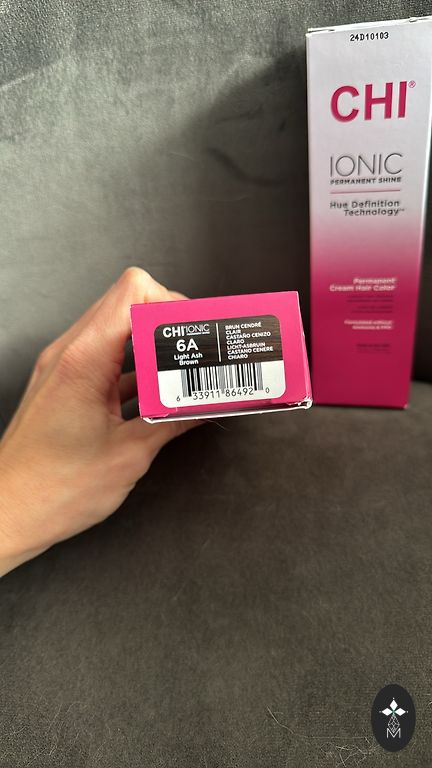 24D10103
CHI®
IONIC
PERMANENT SHINE
Hue Definition
Technology™
Permanent
Cream Hair Color
CHI IONIC
6A
Light Ash
Brown
BRUN CENDRÉ
CLAIR
CASTAÑO CENIZO
CLARO
LICHT-ASBRUIN
CASTANO CENERE
CHIARO
6 33911 86492 0
M